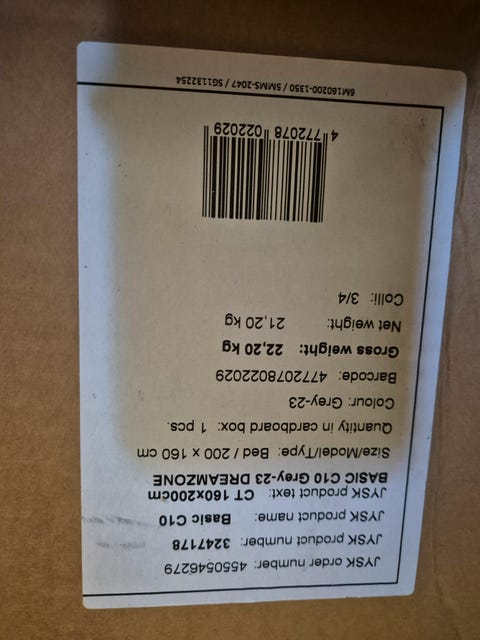 JYSK order number: 4550546279
JYSK product number: 3247178
JYSK product name: Basic C10
JYSK product text: CT 160x200cm
BASIC C10 Grey-23 DREAMZONE
Size/Model/Type: Bed / 200 x 160 cm
Quantity in cardboard box: 1 pcs.
Colour: Grey-23
Barcode: 4772078022029
Gross weight: 22,20 kg
Net weight: 21,20 kg
Colli: 3/4
4 772078 022029
6M160200-1350 / 5MMS-2047 / SG1132254